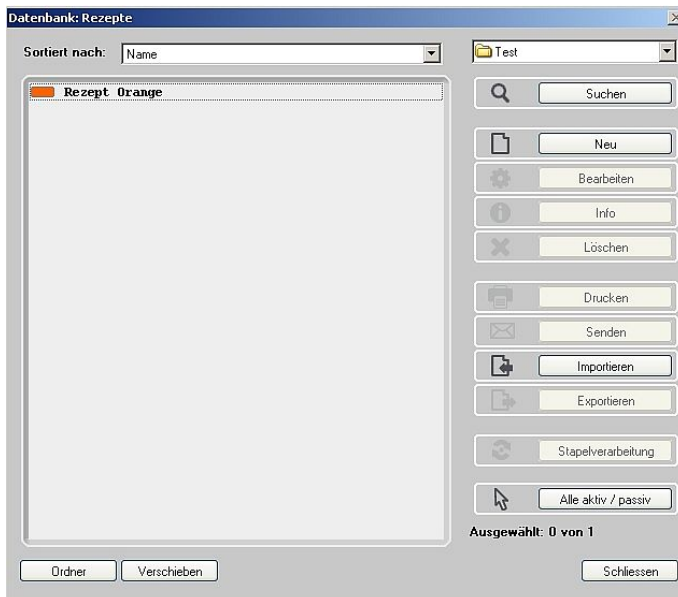 Datenbank: Rezepte
Sortiert nach: Name
Test
Rezept Orange
Suchen
Neu
Bearbeiten
Info
Löschen
Drucken
Senden
Importieren
Exportieren
Stapelverarbeitung
Alle aktiv / passiv
Ausgewählt: 0 von 1
Ordner Verschieben Schliessen